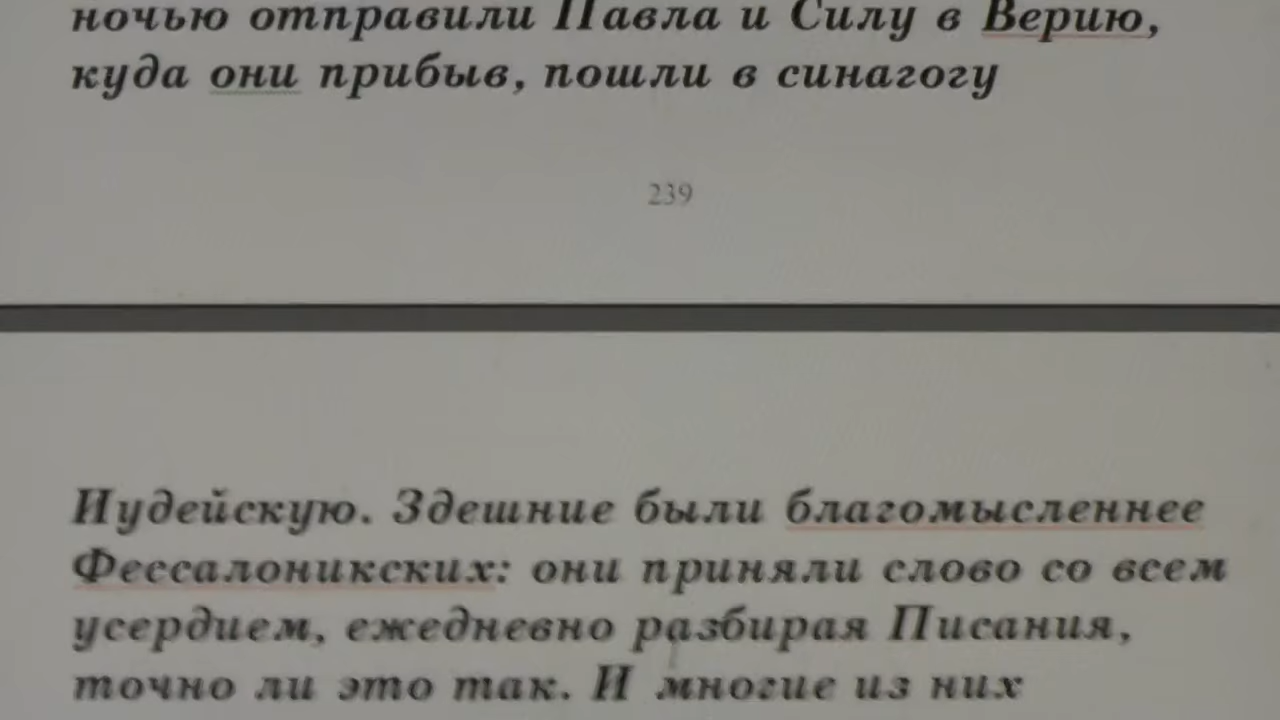 ночью отправили Павла и Силу в Верию,
куда они прибыв, пошли в синагогу
239
Иудейскую. Здешние были благомысленнее
Фессалоникских: они приняли слово со всем
усердием, ежедневно разбирая Писания,
точно ли это так. И многие из них